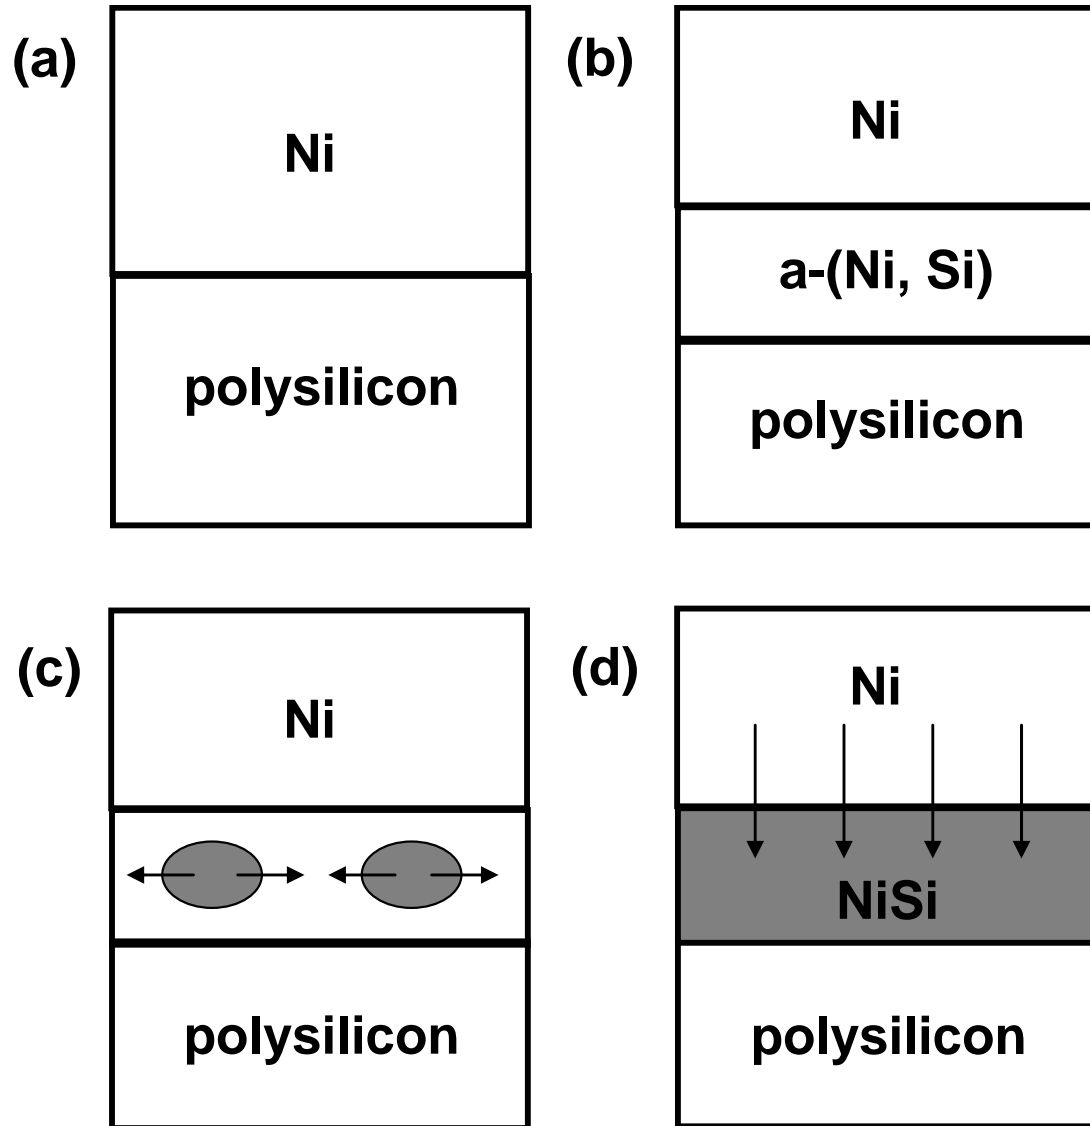 (a)
Ni
polysilicon
(b)
Ni
a-(Ni, Si)
polysilicon
(c)
Ni
polysilicon
(d)
Ni
NiSi
polysilicon